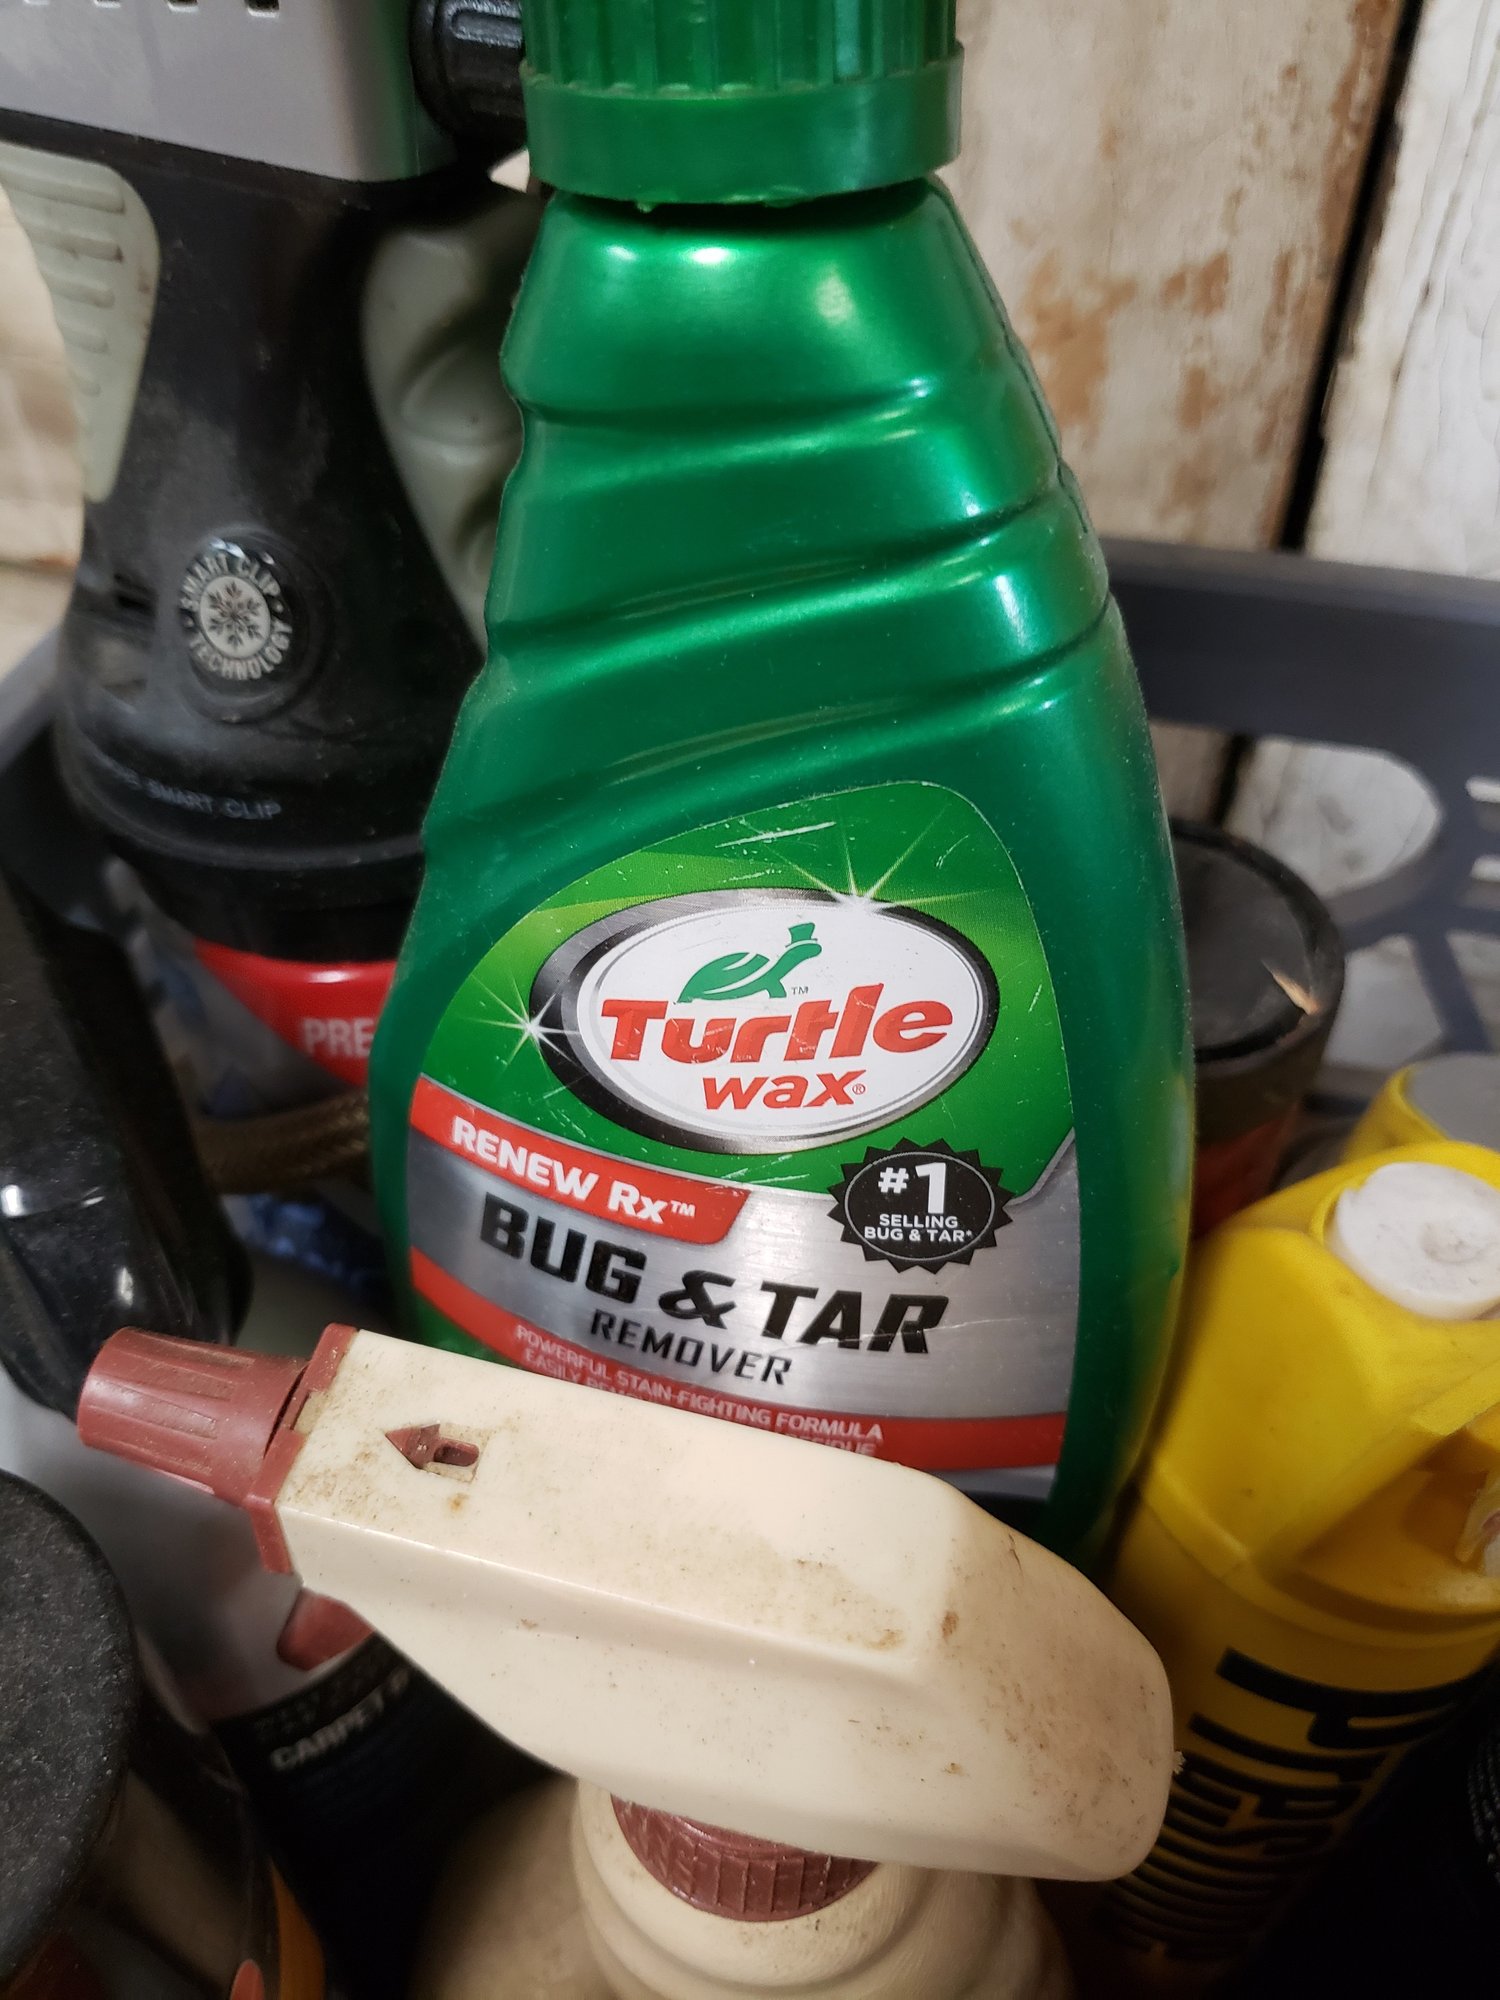 SMART CLIP
TECHNOLOGY
SMART CLIP
PRE
Turtle
wax®
RENEW Rx™
BUG & TAR
REMOVER
#1
SELLING
BUG & TAR*
POWERFUL STAIN-FIGHTING FORMULA
EASILY
CARPET